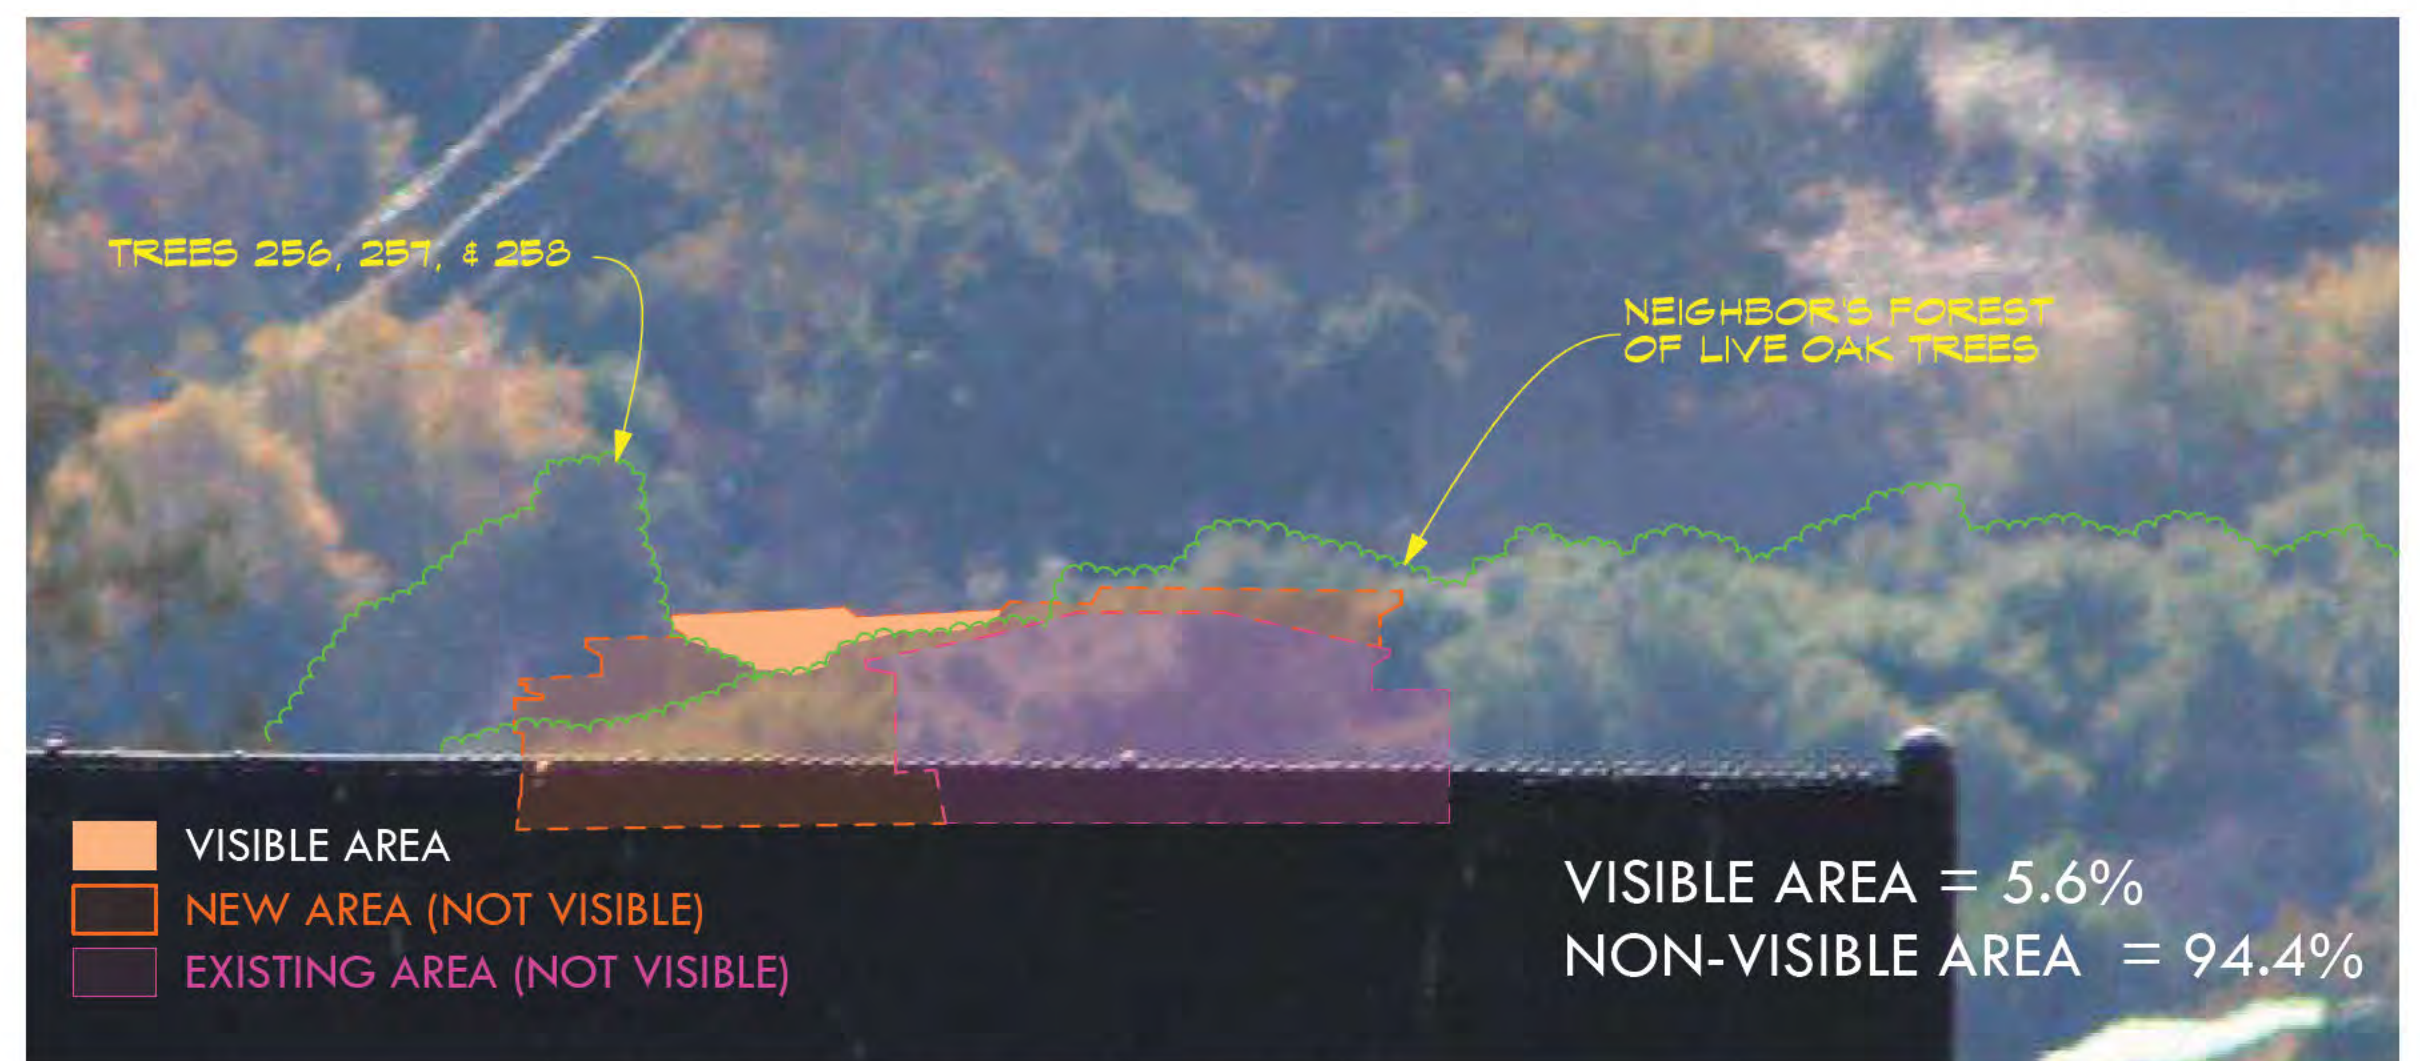 TREES 256, 257, & 258
NEIGHBOR'S FOREST
OF LIVE OAK TREES
VISIBLE AREA
NEW AREA (NOT VISIBLE)
EXISTING AREA (NOT VISIBLE)
VISIBLE AREA = 5.6%
NON-VISIBLE AREA = 94.4%